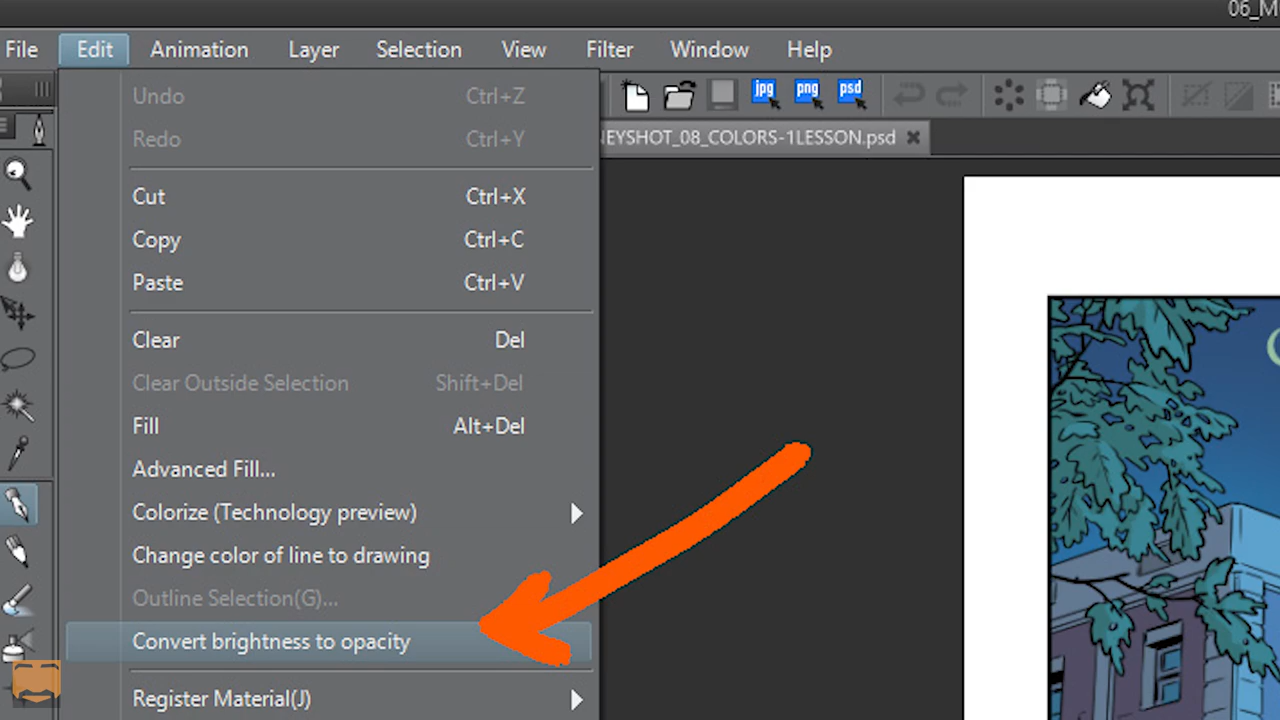 06_M
File Edit Animation Layer Selection View Filter Window Help
jpg png psd
NEYSHOT_08_COLORS-1LESSON.psd
Undo Ctrl+Z
Redo Ctrl+Y
Cut Ctrl+X
Copy Ctrl+C
Paste Ctrl+V
Clear Del
Clear Outside Selection Shift+Del
Fill Alt+Del
Advanced Fill...
Colorize (Technology preview)
Change color of line to drawing
Outline Selection(G)...
Convert brightness to opacity
Register Material(J)